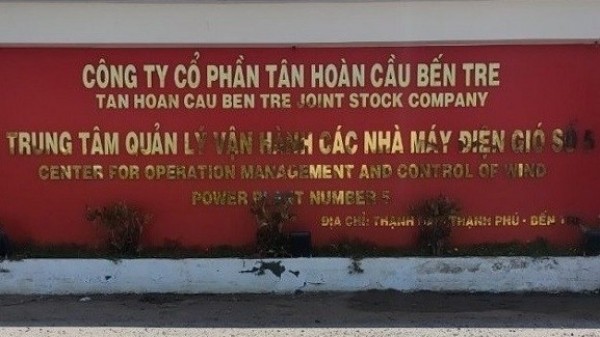 CÔNG TY CỔ PHẦN TÂN HOÀN CẦU BẾN TRE
TAN HOAN CAU BEN TRE JOINT STOCK COMPANY
TRUNG TÂM QUẢN LÝ VẬN HÀNH CÁC NHÀ MÁY ĐIỆN GIÓ SỐ 5
CENTER FOR OPERATION MANAGEMENT AND CONTROL OF WIND
POWER PLANT NUMBER 5
ĐỊA CHỈ: THẠNH THẠNH PHÚ - BẾN TRE